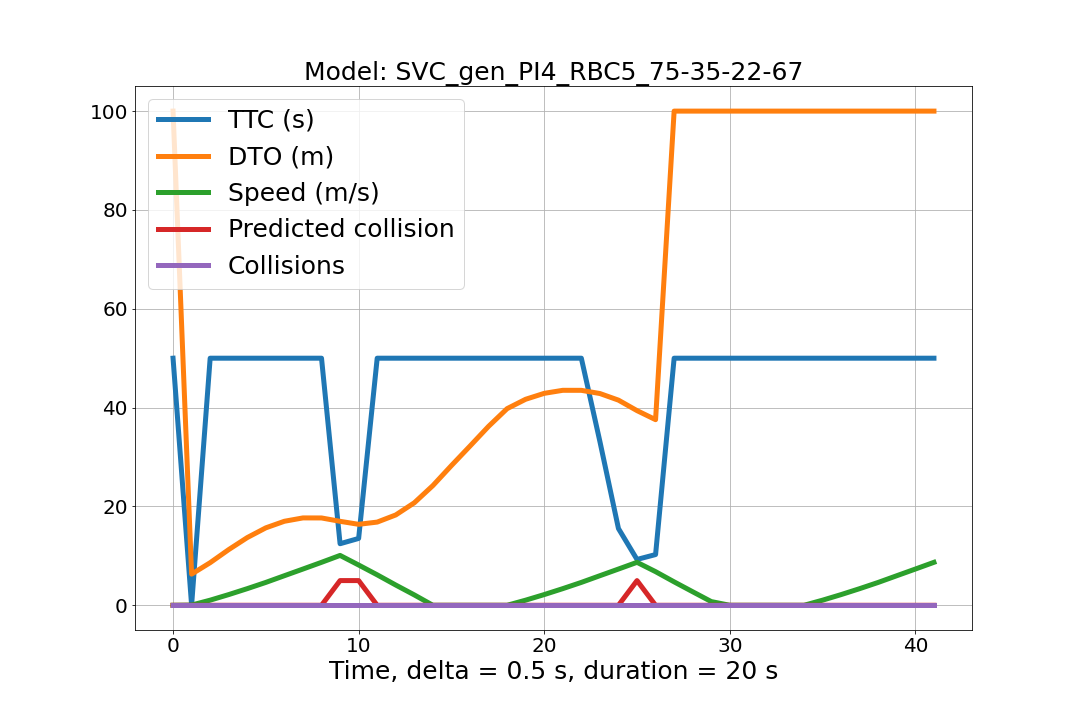 Model: SVC_gen_PI4_RBC5_75-35-22-67
100
80
60
40
20
0
TTC (s)
DTO (m)
Speed (m/s)
Predicted collision
Collisions
0 10 20 30 40
Time, delta = 0.5 s, duration = 20 s